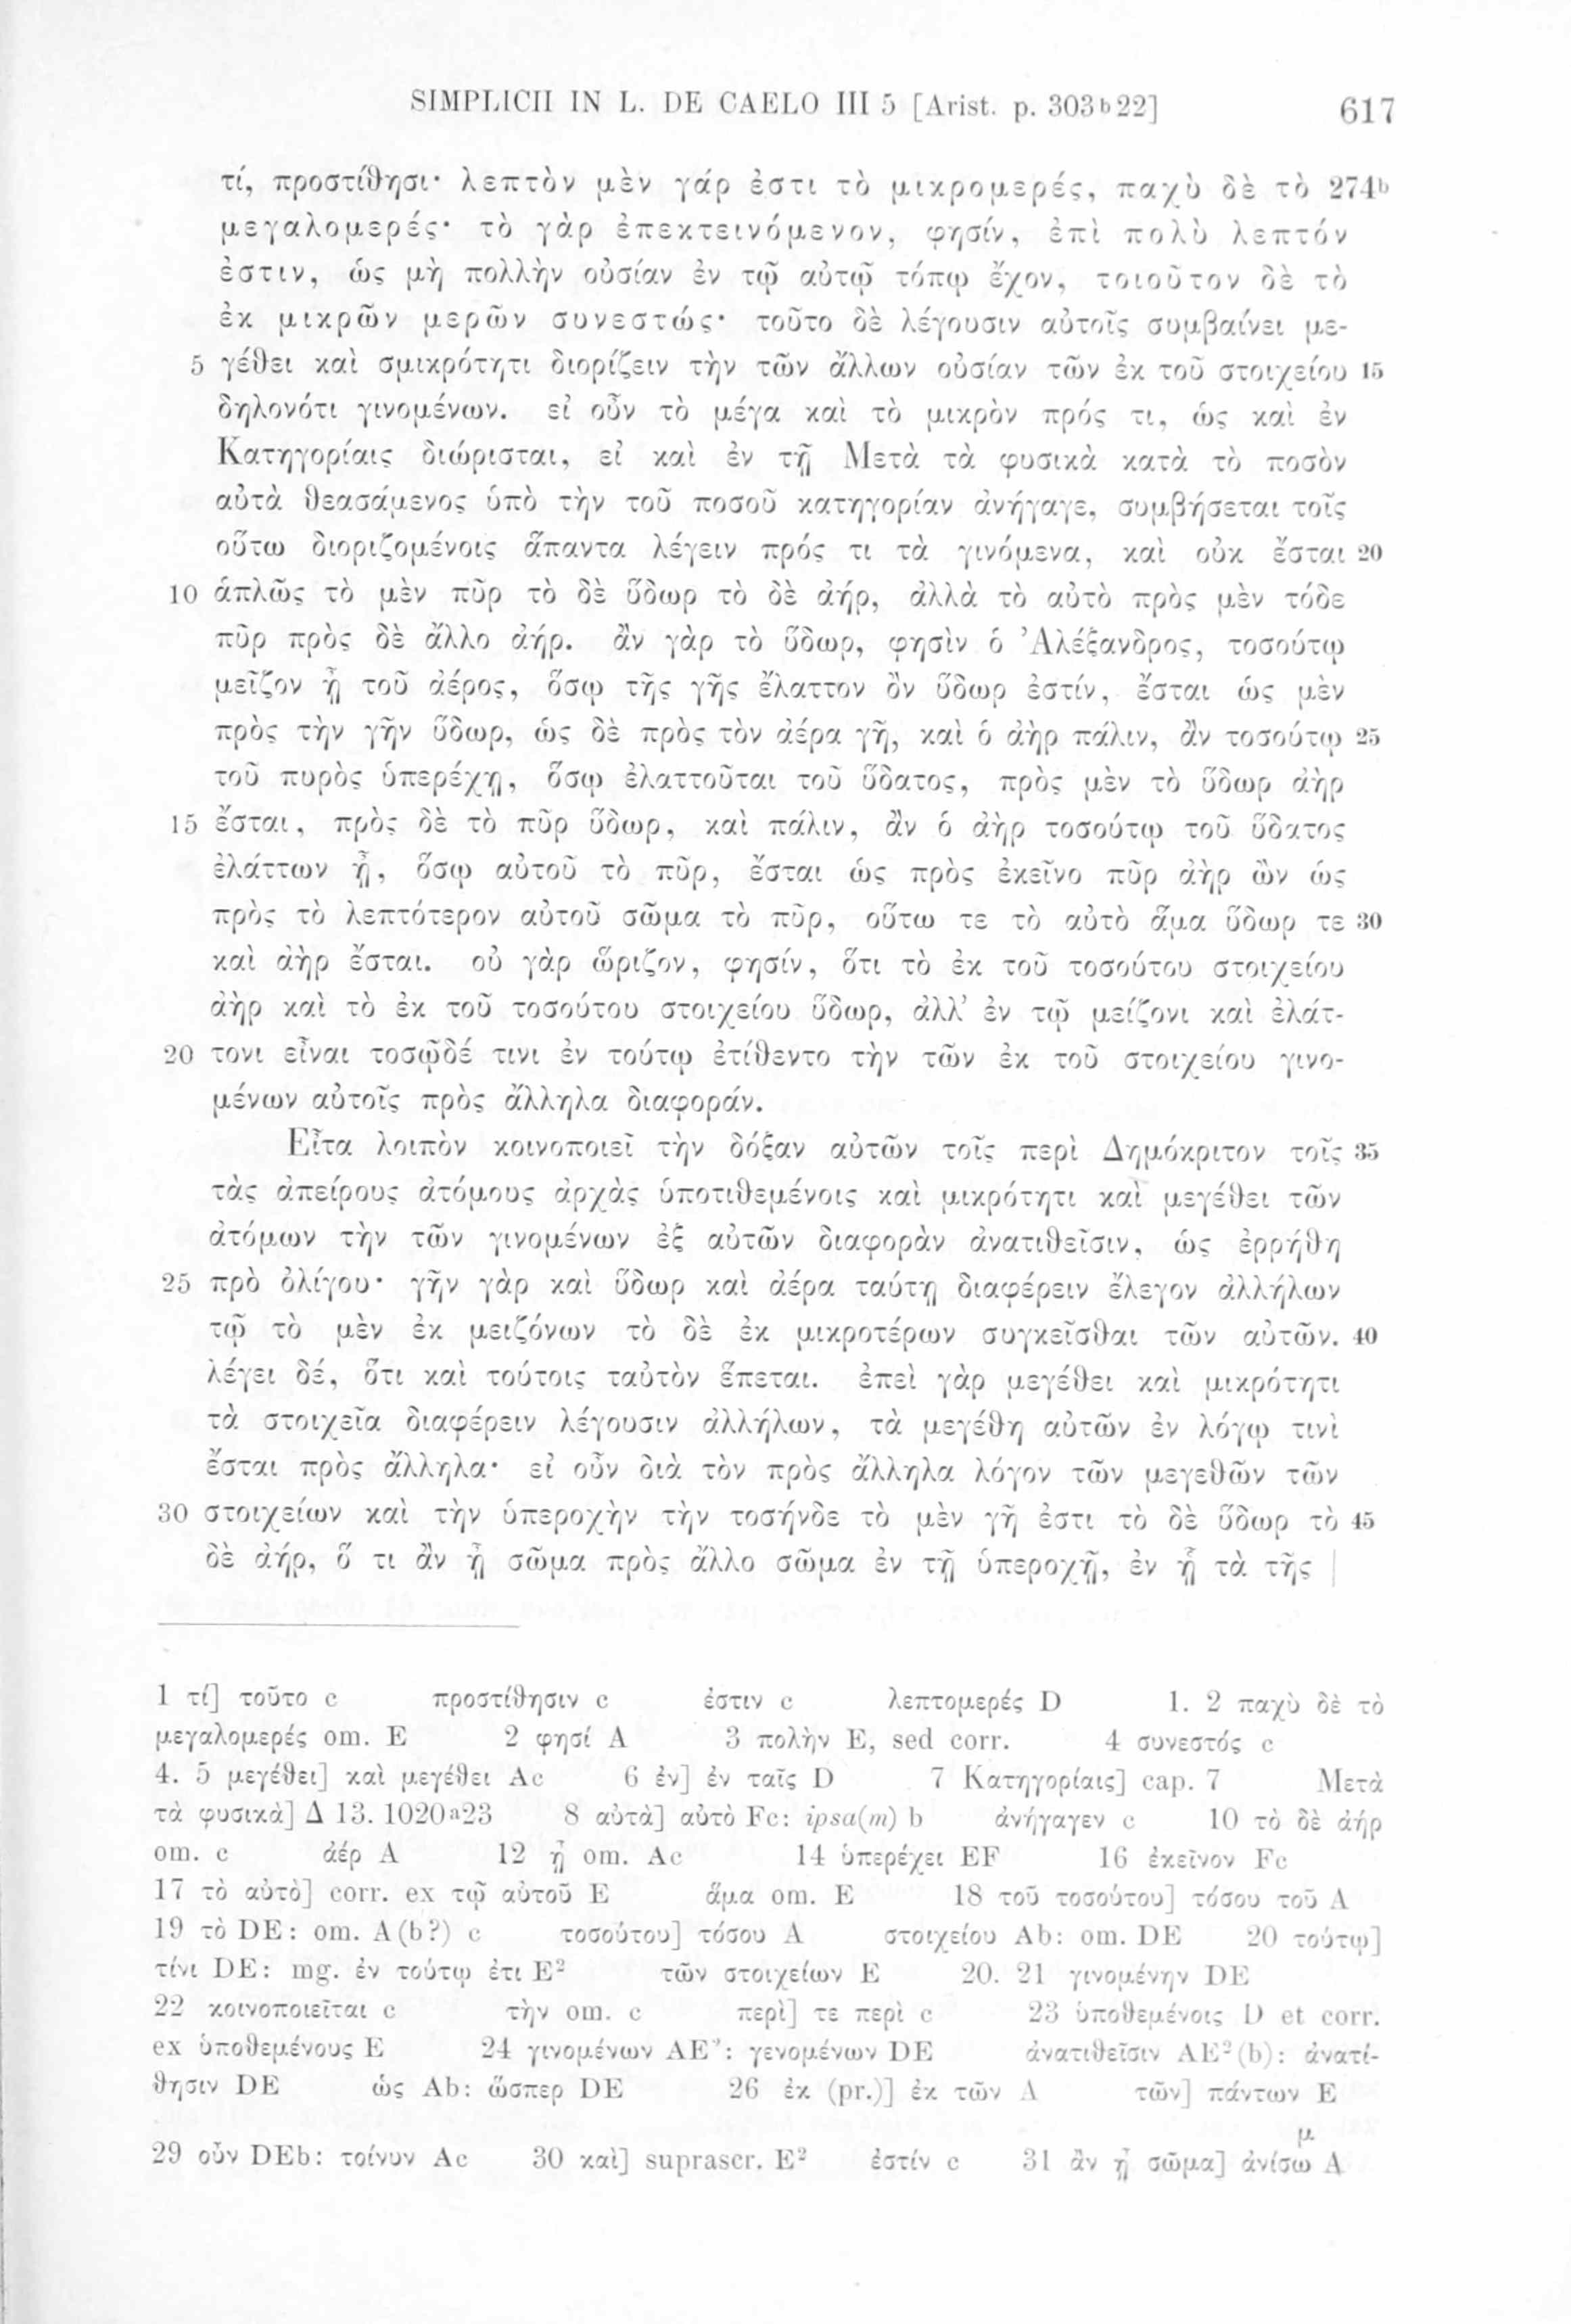 SIMPLICII IN L. DE CAELO III 5 [Arist. p. 303b22] 617
τί, προστίθησι· λεπτὸν μὲν γάρ ἐστι τὸ μικρομερές, παχὺ δὲ τὸ 274b
μεγαλομερές· τὸ γὰρ ἐπεκτεινόμενον, φησίν, ἐπὶ πολὺ λεπτόν
ἐστιν, ὡς μὴ πολλὴν οὐσίαν ἐν τῷ αὐτῷ τόπῳ ἔχον, τοιοῦτον δὲ τὸ
ἐκ μικρῶν μερῶν συνεστώς· τοῦτο δὲ λέγουσιν αὐτοῖς συμβαίνει με-
5 γέθει καὶ σμικρότητι διορίζειν τὴν τῶν ἄλλων οὐσίαν τῶν ἐκ τοῦ στοιχείου 15
δηλονότι γινομένων. εἰ οὖν τὸ μέγα καὶ τὸ μικρὸν πρός τι, ὡς καὶ ἐν
Κατηγορίαις διώρισται, εἰ καὶ ἐν τῇ Μετὰ τὰ φυσικὰ κατὰ τὸ ποσὸν
αὐτὰ θεασάμενος ὑπὸ τὴν τοῦ ποσοῦ κατηγορίαν ἀνήγαγε, συμβήσεται τοῖς
οὕτω διοριζομένοις ἅπαντα λέγειν πρός τι τὰ γινόμενα, καὶ οὐκ ἔσται 20
10 ἁπλῶς τὸ μὲν πῦρ τὸ δὲ ὕδωρ τὸ δὲ ἀήρ, ἀλλὰ τὸ αὐτὸ πρὸς μὲν τόδε
πῦρ πρὸς δὲ ἄλλο ἀήρ. ἂν γὰρ τὸ ὕδωρ, φησὶν ὁ Ἀλέξανδρος, τοσούτῳ
μεῖζον ᾖ τοῦ ἀέρος, ὅσῳ τῆς γῆς ἔλαττον ὂν ὕδωρ ἐστίν, ἔσται ὡς μὲν
πρὸς τὴν γῆν ὕδωρ, ὡς δὲ πρὸς τὸν ἀέρα γῆ, καὶ ὁ ἀὴρ πάλιν, ἂν τοσούτῳ 25
τοῦ πυρὸς ὑπερέχῃ, ὅσῳ ἐλαττοῦται τοῦ ὕδατος, πρὸς μὲν τὸ ὕδωρ ἀὴρ
15 ἔσται, πρὸς δὲ τὸ πῦρ ὕδωρ, καὶ πάλιν, ἂν ὁ ἀὴρ τοσούτῳ τοῦ ὕδατος
ἐλάττων ᾖ, ὅσῳ αὐτοῦ τὸ πῦρ, ἔσται ὡς πρὸς ἐκεῖνο πῦρ ἀὴρ ὢν ὡς
πρὸς τὸ λεπτότερον αὐτοῦ σῶμα τὸ πῦρ, οὕτω τε τὸ αὐτὸ ἅμα ὕδωρ τε 30
καὶ ἀὴρ ἔσται. οὐ γὰρ ὥριζον, φησίν, ὅτι τὸ ἐκ τοῦ τοσούτου στοιχείου
ἀὴρ καὶ τὸ ἐκ τοῦ τοσούτου στοιχείου ὕδωρ, ἀλλ’ ἐν τῷ μείζονι καὶ ἐλάτ-
20 τονι εἶναι τοσῷδέ τινι ἐν τούτῳ ἐτίθεντο τὴν τῶν ἐκ τοῦ στοιχείου γινο-
μένων αὐτοῖς πρὸς ἄλληλα διαφοράν.
Εἶτα λοιπὸν κοινοποιεῖ τὴν δόξαν αὐτῶν τοῖς περὶ Δημόκριτον τοῖς 35
τὰς ἀπείρους ἀτόμους ἀρχὰς ὑποτιθεμένοις καὶ μικρότητι καὶ μεγέθει τῶν
ἀτόμων τὴν τῶν γινομένων ἐξ αὐτῶν διαφορὰν ἀνατιθεῖσιν, ὡς ἐρρήθη
25 πρὸ ὀλίγου· γῆν γὰρ καὶ ὕδωρ καὶ ἀέρα ταύτῃ διαφέρειν ἔλεγον ἀλλήλων
τῷ τὸ μὲν ἐκ μειζόνων τὸ δὲ ἐκ μικροτέρων συγκεῖσθαι τῶν αὐτῶν. 40
λέγει δέ, ὅτι καὶ τούτοις ταὐτὸν ἕπεται. ἐπεὶ γὰρ μεγέθει καὶ μικρότητι
τὰ στοιχεῖα διαφέρειν λέγουσιν ἀλλήλων, τὰ μεγέθη αὐτῶν ἐν λόγῳ τινὶ
ἔσται πρὸς ἄλληλα· εἰ οὖν διὰ τὸν πρὸς ἄλληλα λόγον τῶν μεγεθῶν τῶν
30 στοιχείων καὶ τὴν ὑπεροχὴν τὴν τοσήνδε τὸ μὲν γῆ ἐστι τὸ δὲ ὕδωρ τὸ 45
δὲ ἀήρ, ὅ τι ἂν ᾖ σῶμα πρὸς ἄλλο σῶμα ἐν τῇ ὑπεροχῇ, ἐν ᾗ τὰ τῆς |
1 τί] τοῦτο c προστίθησιν c ἐστιν c λεπτομερές D 1. 2 παχὺ δὲ τὸ
μεγαλομερές om. E 2 φησί A 3 πολὴν E, sed corr. 4 συνεστός c
4. 5 μεγέθει] καὶ μεγέθει Ac 6 ἐν] ἐν ταῖς D 7 Κατηγορίαις] cap. 7 Μετὰ
τὰ φυσικὰ] Δ 13. 1020a23 8 αὐτὰ] αὐτὸ Fc: ipsa(m) b ἀνήγαγεν c 10 τὸ δὲ ἀήρ
om. c ἀέρ A 12 ᾖ om. Ac 14 ὑπερέχει EF 16 ἐκεῖνον Fc
17 τὸ αὐτὸ] corr. ex τῷ αὐτοῦ E ἅμα om. E 18 τοῦ τοσούτου] τόσου τοῦ A
19 τὸ DE: om. A(b?) c τοσούτου] τόσου A στοιχείου Ab: om. DE 20 τούτῳ]
τίνι DE: mg. ἐν τούτῳ ἔτι E² τῶν στοιχείων E 20. 21 γινομένην DE
22 κοινοποιεῖται c τὴν om. c περὶ] τε περὶ c 23 ὑποθεμένοις D et corr.
ex ὑποθεμένους E 24 γινομένων AE²: γενομένων DE ἀνατιθεῖσιν AE²(b): ἀνατί-
θησιν DE ὡς Ab: ὥσπερ DE 26 ἐκ (pr.)] ἐκ τῶν A τῶν] πάντων E
29 οὖν DEb: τοίνυν Ac 30 καὶ] suprascr. E² ἐστίν c 31 ἂν ᾖ σῶμα] ἀνίσωμ A